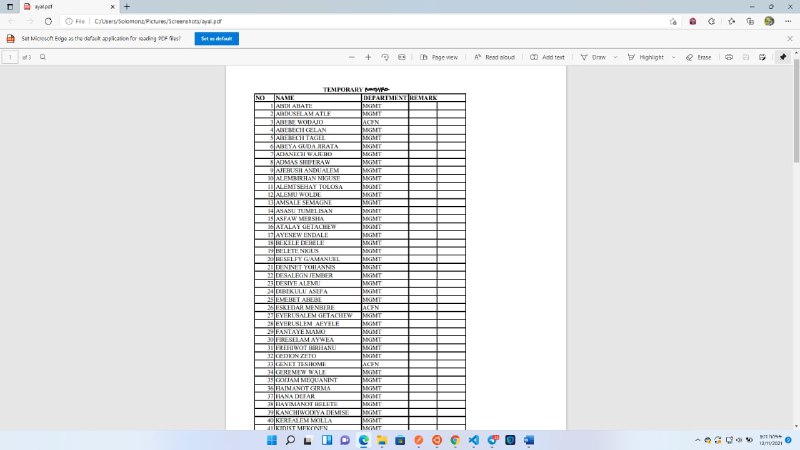 ayal.pdf
File
C:/Users/Solomonz/Pictures/Screenshots/ayal.pdf
Set Microsoft Edge as the default application for reading PDF files?
Set as default
1 of 3
Page view
Read aloud
Add text
Draw
Highlight
Erase
TEMPORARY
NO NAME DEPARTMENT REMARK
1 ABDI ABATE MGMT
2 ABDUSELAM ATLE MGMT
3 ABEBE WODAJO ACFN
4 ABEBECH GELAN MGMT
5 ABEBECH TAGEL MGMT
6 ABEYA GUDA JIRATA MGMT
7 ADANECH WAJEBO MGMT
8 ADMAS SHIFERAW MGMT
9 AJEBUSH ANDUALEM MGMT
10 ALEMBIRHAN NIGUSE MGMT
11 ALEMTSEHAY TOLOSA MGMT
12 ALEMU WOLDE MGMT
13 AMSALE SEMAGNE MGMT
14 ASASU TUMELISAN MGMT
15 ASFAW MERSHA MGMT
16 ATALAY GETACHEW MGMT
17 AYENEW ENDALE MGMT
18 BEKELE DEBELE MGMT
19 BELETE NIGUS MGMT
20 BESELFY G/AMANUEL MGMT
21 DENINET YOHANNIS MGMT
22 DESALEGN JEMBER MGMT
23 DESIYE ALEMU MGMT
24 DIBEKULU ASEFA MGMT
25 EMEBET ABEBE MGMT
26 ESKEDAR MENBERE ACFN
27 EYERUSALEM GETACHEW MGMT
28 EYERUSLEM AEYELE MGMT
29 FANTAYE MAMO MGMT
30 FIRESELAM AYWEA MGMT
31 FREHIWOT BIRHANU MGMT
32 GEDION ZETO MGMT
33 GENET TESHOME ACFN
34 GEREMEW WALE MGMT
35 GOJJAM MEQUANINT MGMT
36 HAIMANOT GIRMA MGMT
37 HANA DEFAR MGMT
38 HAYIMANOT BELETE MGMT
39 KANCHIWODIYA DEMISE MGMT
40 KEREALEM MOLLA MGMT
41 KIDIST MEKONEN MGMT
12/11/2021